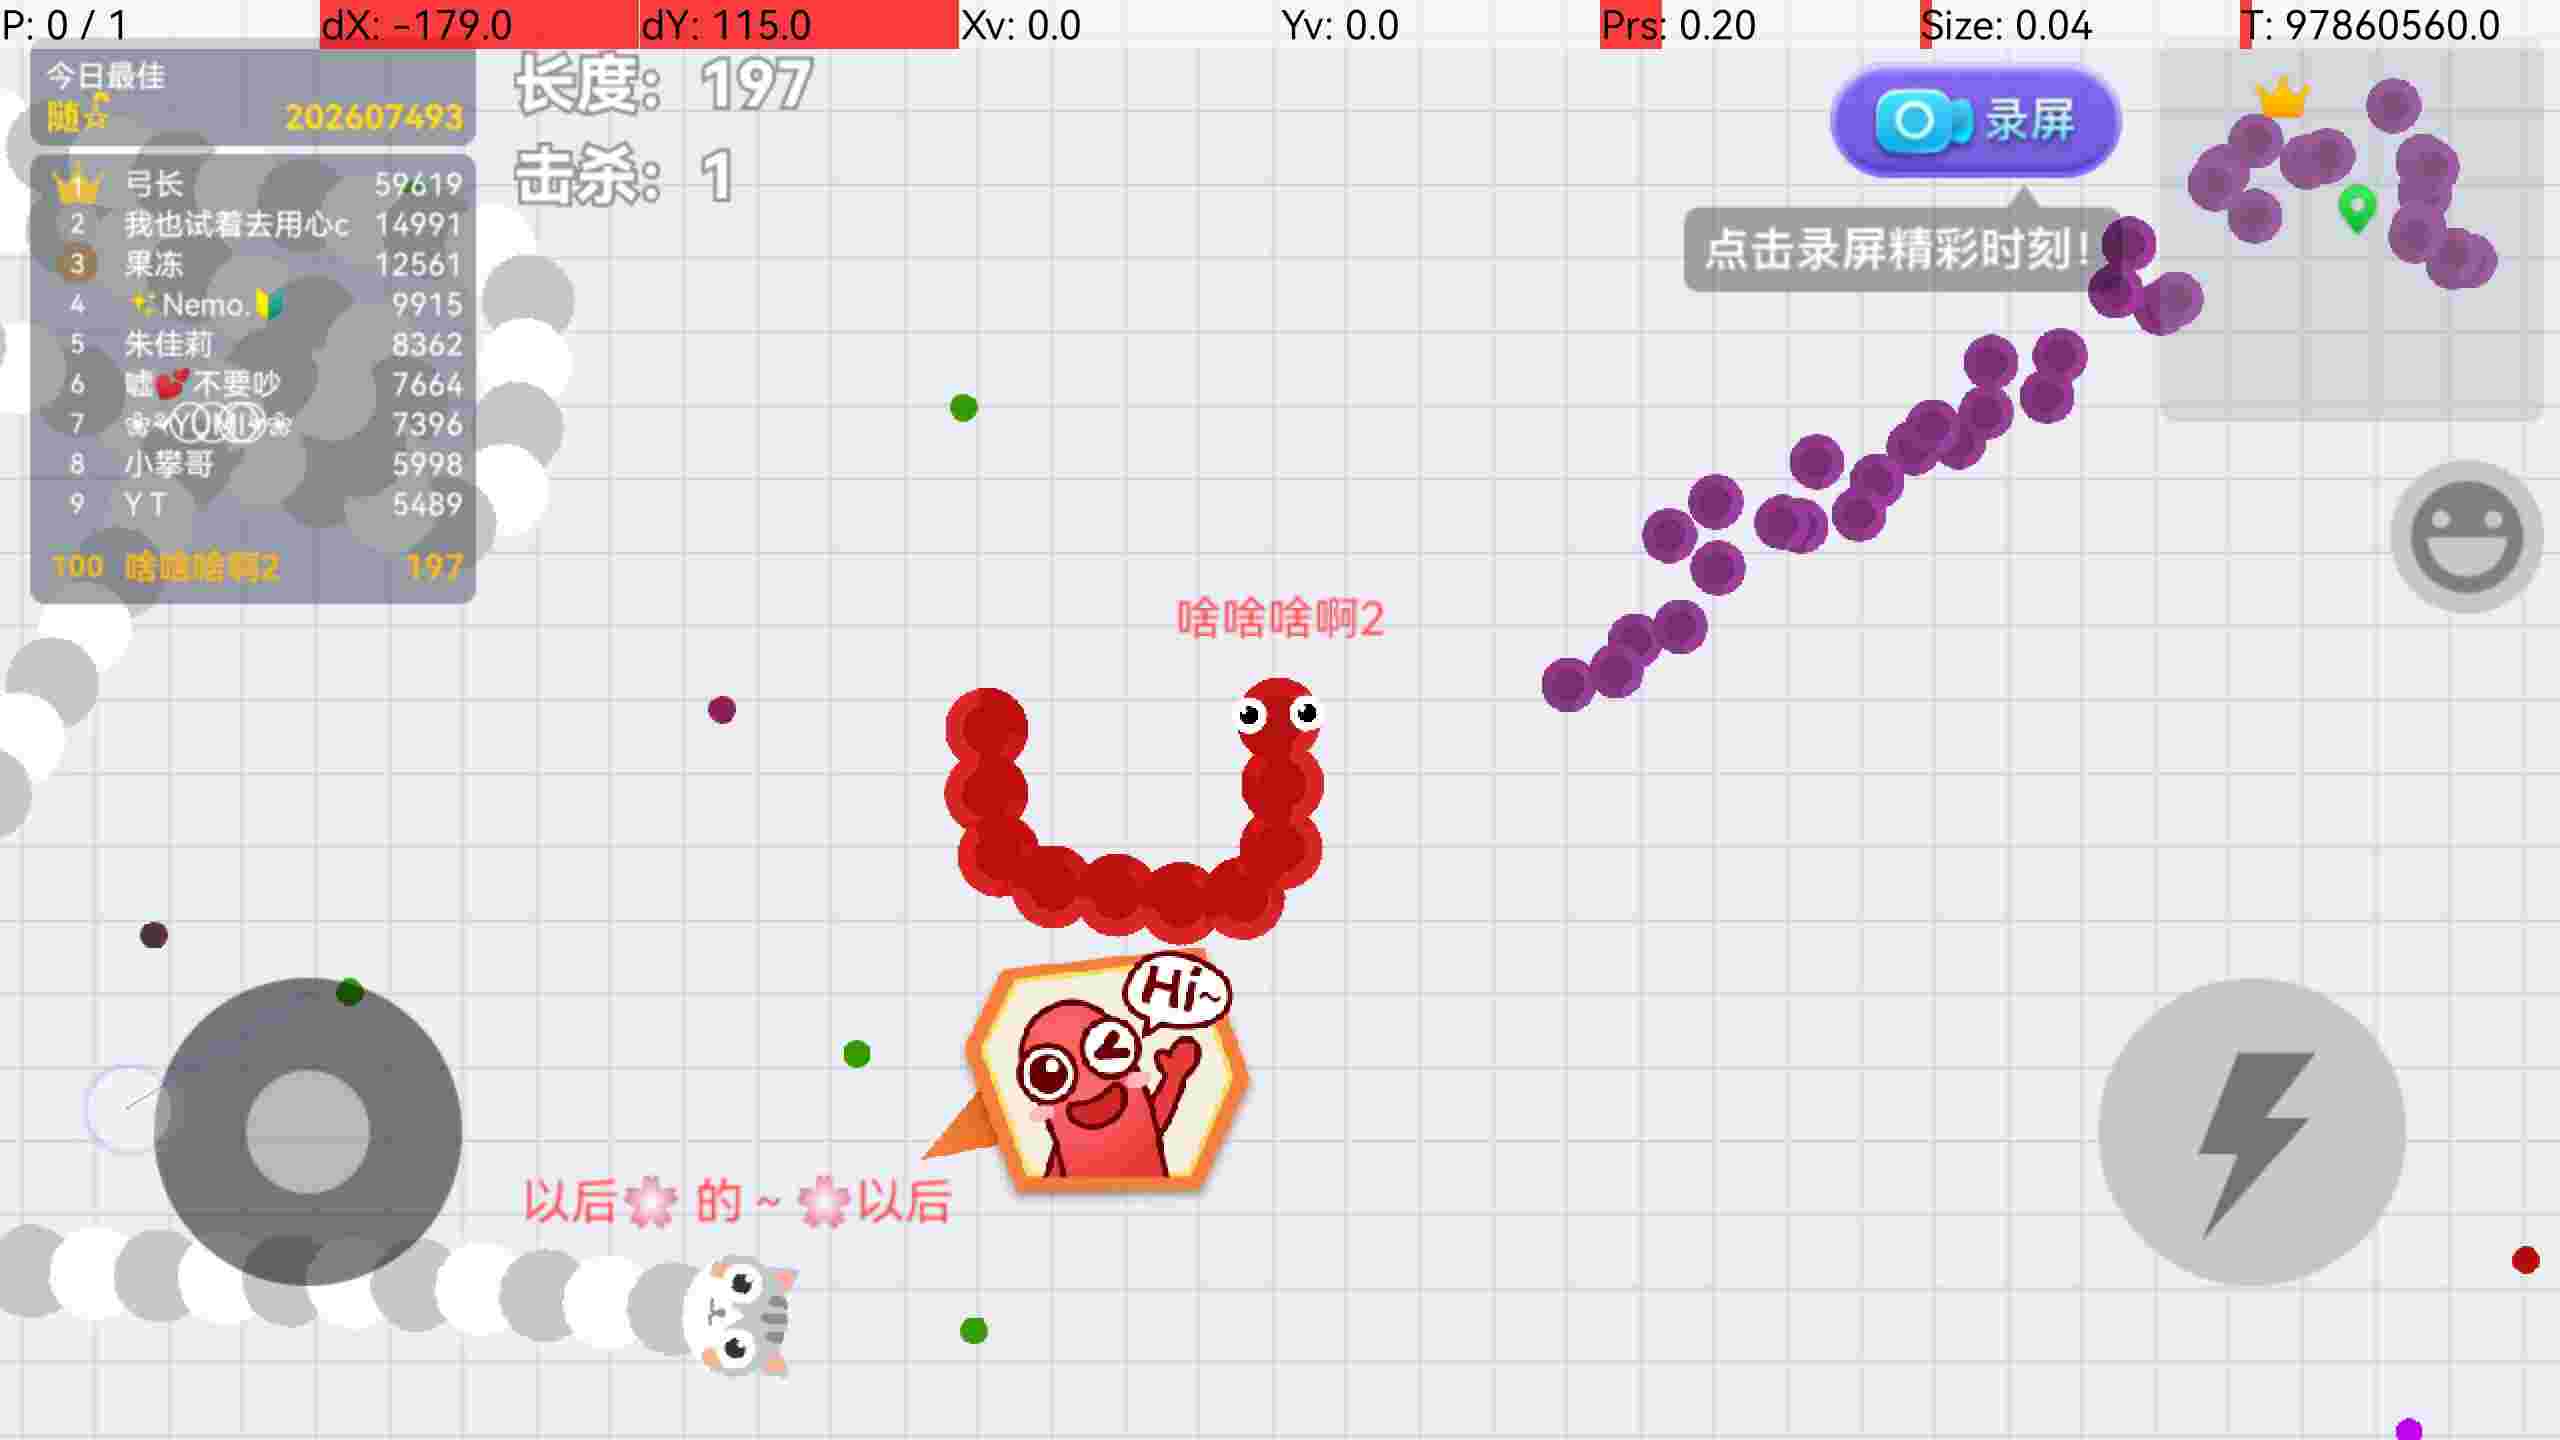 P: 0 / 1 dX: -179.0 dY: 115.0 Xv: 0.0 Yv: 0.0 Prs: 0.20 Size: 0.04 T: 97860560.0
今日最佳
随 202607493
长度: 197
击杀: 1
录屏
点击录屏精彩时刻!
1 弓长 59619
2 我也试着去用心c 14991
3 果冻 12561
4 ✨Nemo.🔰 9915
5 朱佳莉 8362
6 嘘💕不要吵 7664
7 YOMI 7396
8 小攀哥 5998
9 Y T 5489
100 啥啥啥啊2 197
啥啥啥啊2
Hi~
以后🌸 的 ~ 🌸以后